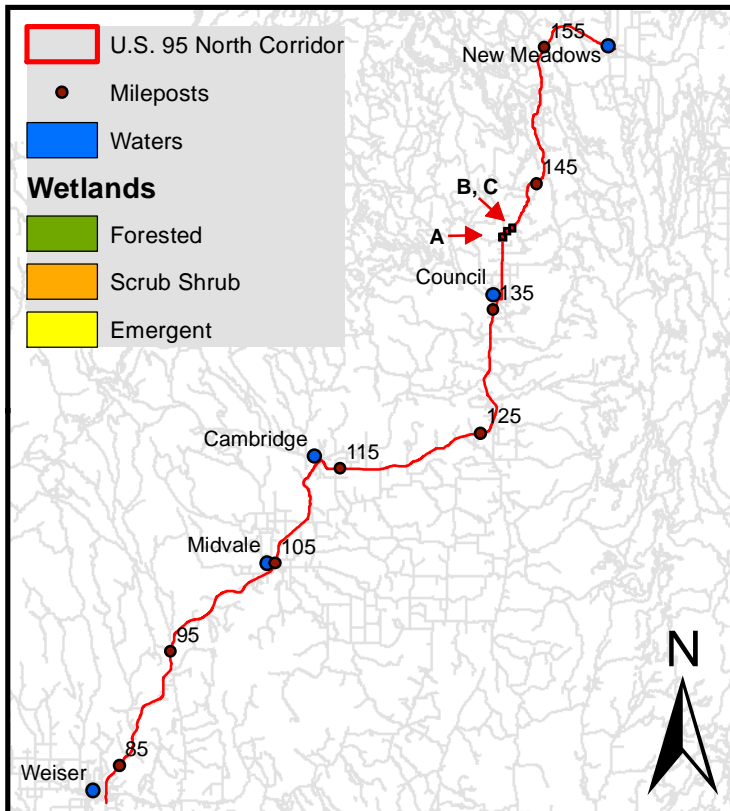 U.S. 95 North Corridor
Mileposts
Waters
Wetlands
Forested
Scrub Shrub
Emergent
155
New Meadows
145
B, C
A
Council
135
125
Cambridge
115
Midvale
105
95
N
85
Weiser